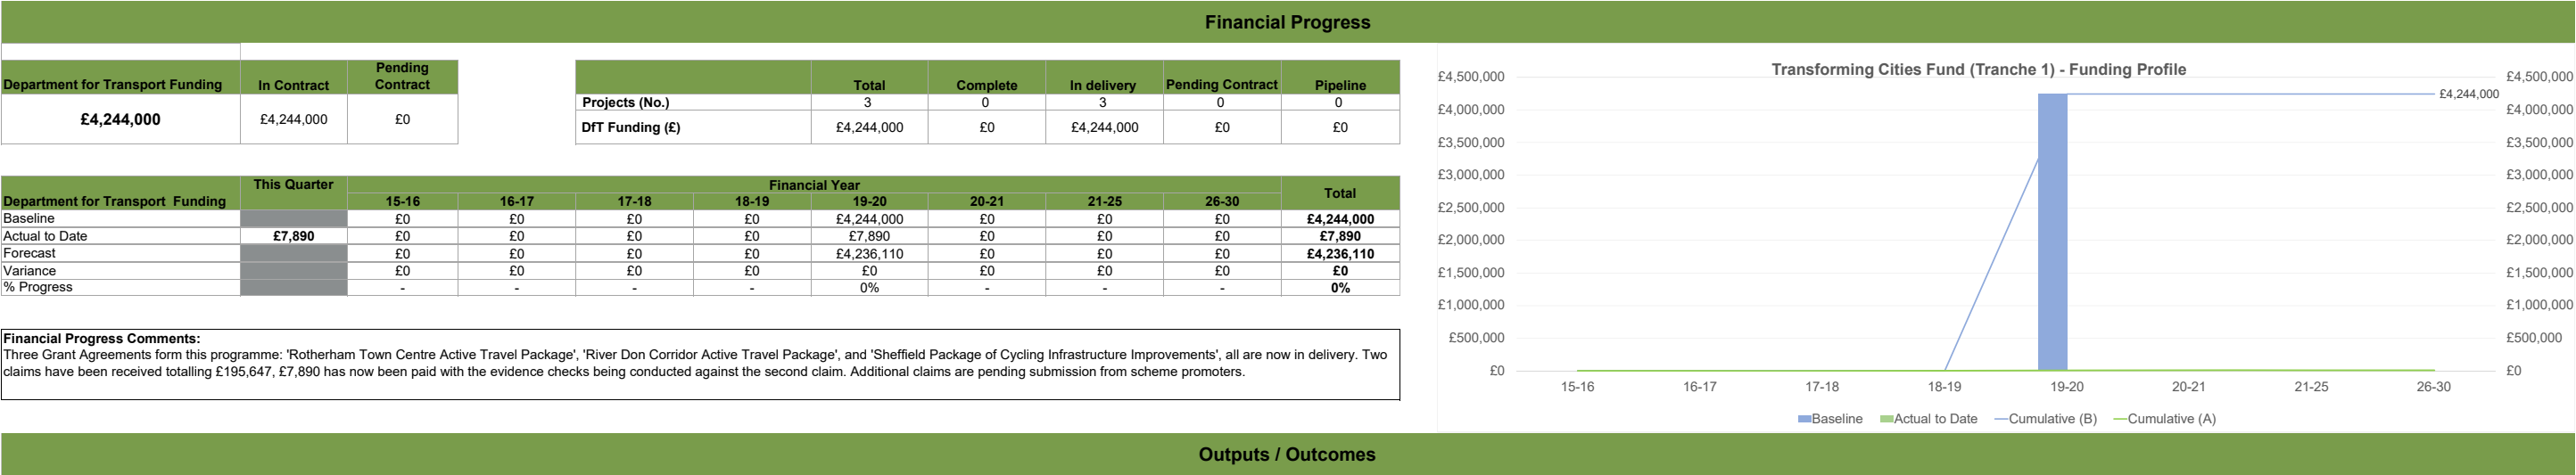 Financial Progress
Department for Transport Funding In Contract Pending Contract
£4,244,000 £4,244,000 £0
Total Complete In delivery Pending Contract Pipeline
Projects (No.) 3 0 3 0 0
DfT Funding (£) £4,244,000 £0 £4,244,000 £0 £0
Department for Transport Funding This Quarter Financial Year Total
15-16 16-17 17-18 18-19 19-20 20-21 21-25 26-30
Baseline £0 £0 £0 £0 £4,244,000 £0 £0 £0 £4,244,000
Actual to Date £7,890 £0 £0 £0 £0 £7,890 £0 £0 £0 £7,890
Forecast £0 £0 £0 £0 £4,236,110 £0 £0 £0 £4,236,110
Variance £0 £0 £0 £0 £0 £0 £0 £0 £0
% Progress - - - - 0% - - - 0%
Financial Progress Comments:
Three Grant Agreements form this programme: 'Rotherham Town Centre Active Travel Package', 'River Don Corridor Active Travel Package', and 'Sheffield Package of Cycling Infrastructure Improvements', all are now in delivery. Two
claims have been received totalling £195,647, £7,890 has now been paid with the evidence checks being conducted against the second claim. Additional claims are pending submission from scheme promoters.
Transforming Cities Fund (Tranche 1) - Funding Profile
£4,500,000 £4,500,000
£4,244,000
£4,000,000 £4,000,000
£3,500,000 £3,500,000
£3,000,000 £3,000,000
£2,500,000 £2,500,000
£2,000,000 £2,000,000
£1,500,000 £1,500,000
£1,000,000 £1,000,000
£500,000 £500,000
£0 £0
15-16 16-17 17-18 18-19 19-20 20-21 21-25 26-30
Baseline Actual to Date Cumulative (B) Cumulative (A)
Outputs / Outcomes